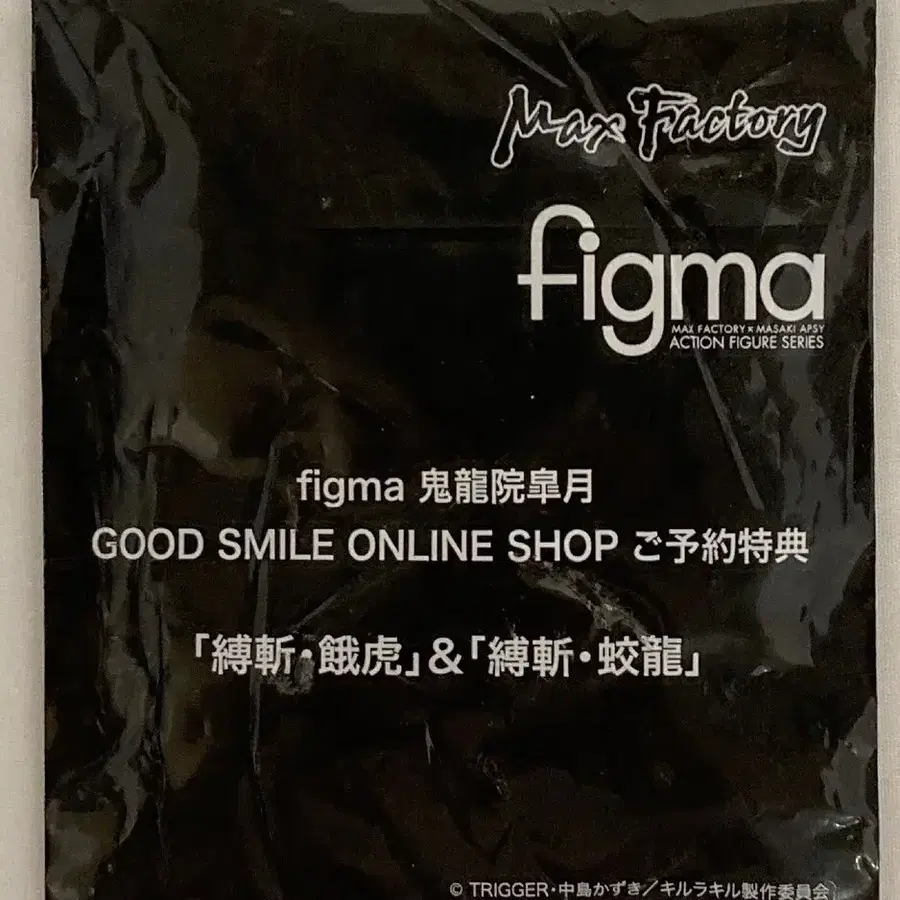 Max Factory
figma
MAX FACTORY × MASAKI APSY
ACTION FIGURE SERIES
figma 鬼龍院皐月
GOOD SMILE ONLINE SHOP ご予約特典
「縛斬・餓虎」&「縛斬・蛟龍」
© TRIGGER・中島かずき／キルラキル製作委員会